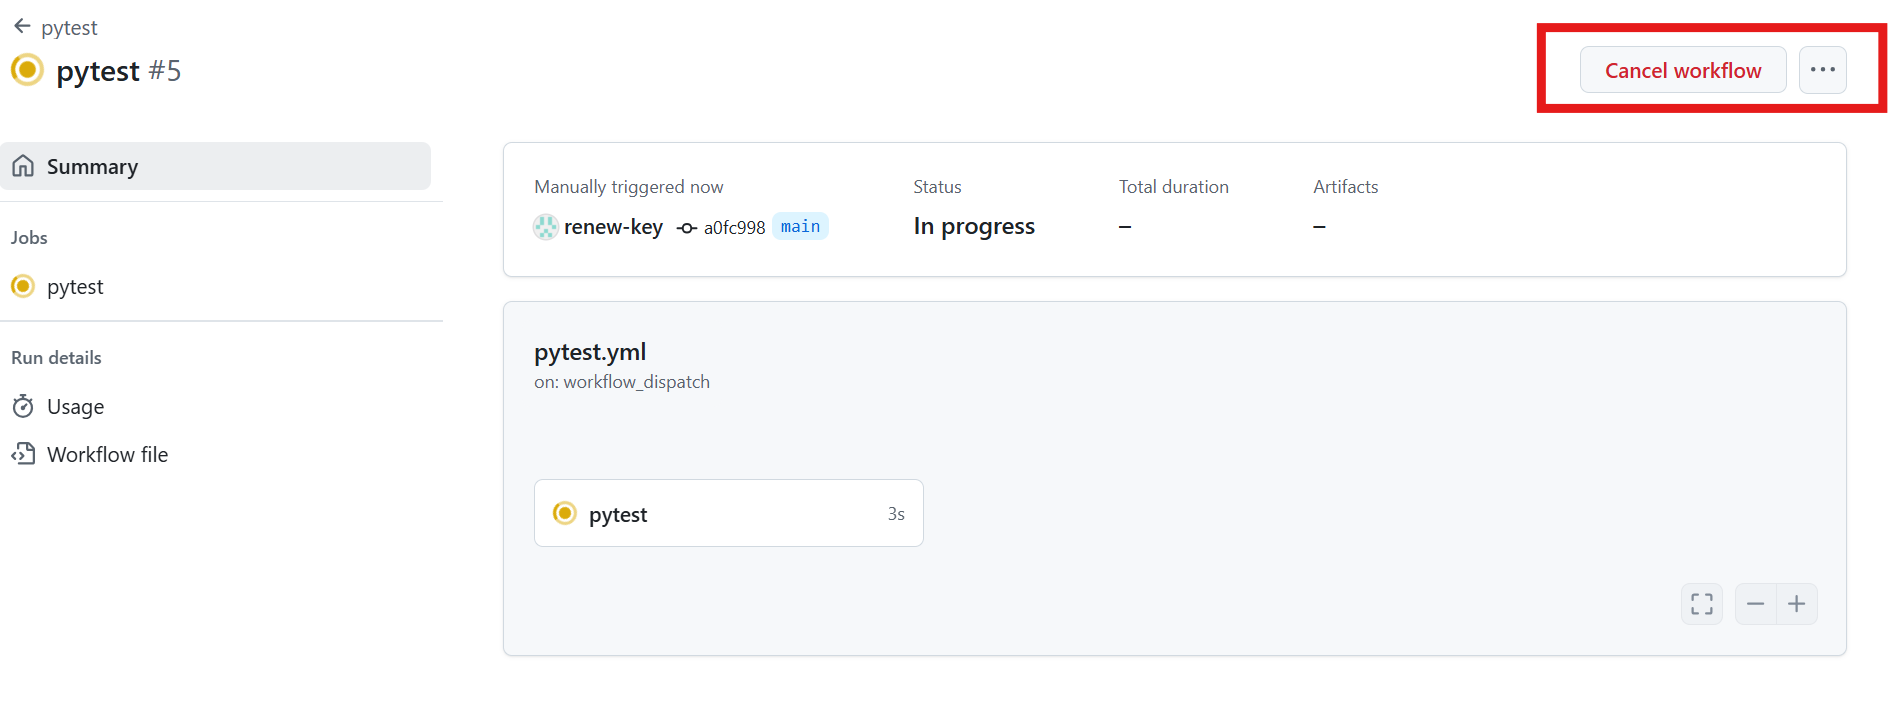 pytest
pytest #5
Cancel workflow
Summary
Jobs
pytest
Run details
Usage
Workflow file
Manually triggered now
renew-key a0fc998 main
Status
In progress
Total duration
–
Artifacts
–
pytest.yml
on: workflow_dispatch
pytest 3s